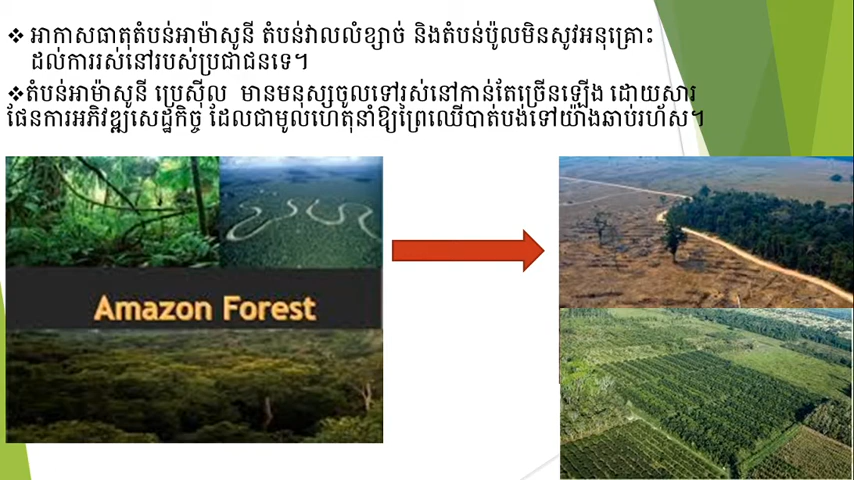 ❖ អាកាសធាតុតំបន់អាម៉ាសូនី តំបន់វាលលំខ្សាច់ និងតំបន់ប៉ូលមិនសូវអនុគ្រោះ
ដល់ការរស់នៅរបស់ប្រជាជនទេ។
❖តំបន់អាម៉ាសូនី ប្រេស៊ីល មានមនុស្សចូលទៅរស់នៅកាន់តែច្រើនឡើង ដោយសារ
ផែនការអភិវឌ្ឍសេដ្ឋកិច្ច ដែលជាមូលហេតុនាំឱ្យព្រៃឈើបាត់បង់ទៅយ៉ាងឆាប់រហ័ស។
Amazon Forest